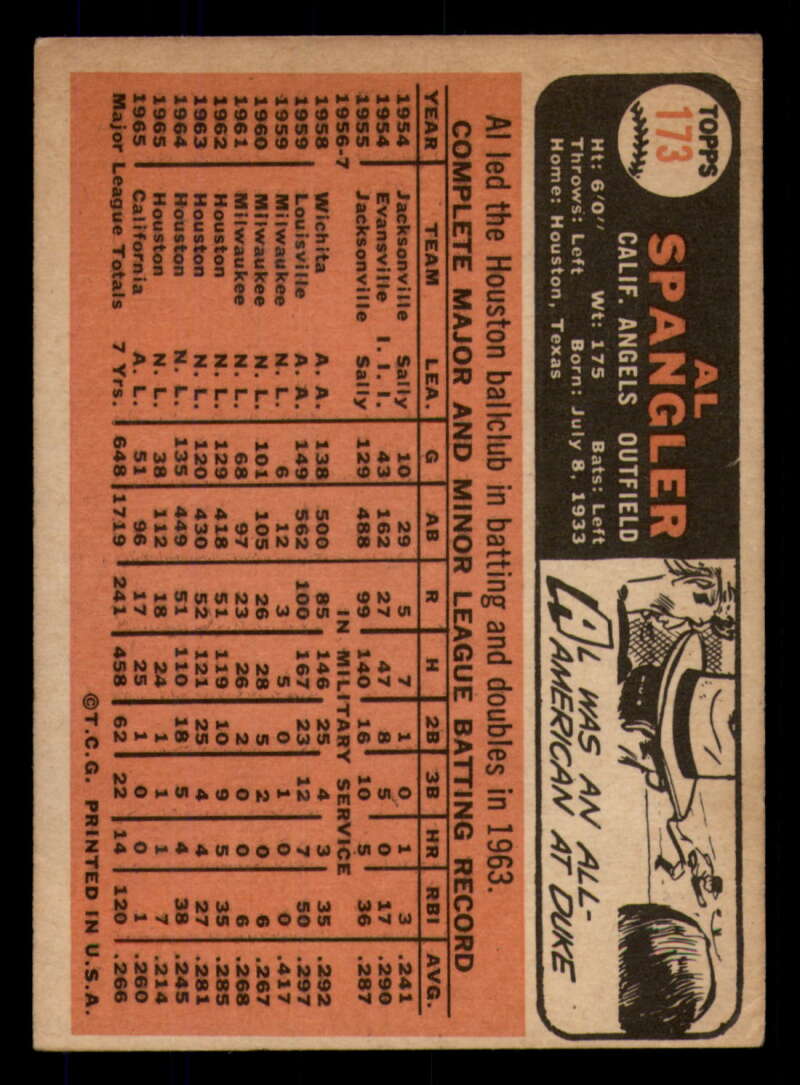 TOPPS
173
AL
SPANGLER
CALIF. ANGELS OUTFIELD
Ht: 6'0" Wt: 175 Bats: Left
Throws: Left Born: July 8, 1933
Home: Houston, Texas
AL WAS AN ALL-
AMERICAN AT DUKE
Al led the Houston ballclub in batting and doubles in 1963.
COMPLETE MAJOR AND MINOR LEAGUE BATTING RECORD
YEAR TEAM LEA. G AB R H 2B 3B HR RBI AVG.
1954 Jacksonville Sally 10 29 5 7 1 0 1 3 .241
1954 Evansville I. I. I. 43 162 27 47 8 5 0 17 .290
1955 Jacksonville Sally 129 488 99 140 16 10 5 36 .287
1956-7 IN MILITARY SERVICE
1958 Wichita A. A. 138 500 85 146 25 4 3 35 .292
1959 Louisville A. A. 149 562 100 167 23 12 7 50 .297
1959 Milwaukee N. L. 6 12 3 5 0 1 0 0 .417
1960 Milwaukee N. L. 101 105 26 28 5 2 0 6 .267
1961 Milwaukee N. L. 68 97 23 26 2 0 0 6 .268
1962 Houston N. L. 129 418 51 119 10 9 5 35 .285
1963 Houston N. L. 120 430 52 121 25 4 4 27 .281
1964 Houston N. L. 135 449 51 110 18 5 4 38 .245
1965 Houston N. L. 38 112 18 24 1 1 1 7 .214
1965 California A. L. 51 96 17 25 1 0 0 1 .260
Major League Totals 7 Yrs. 648 1719 241 458 62 22 14 120 .266
©T.C.G. PRINTED IN U.S.A.